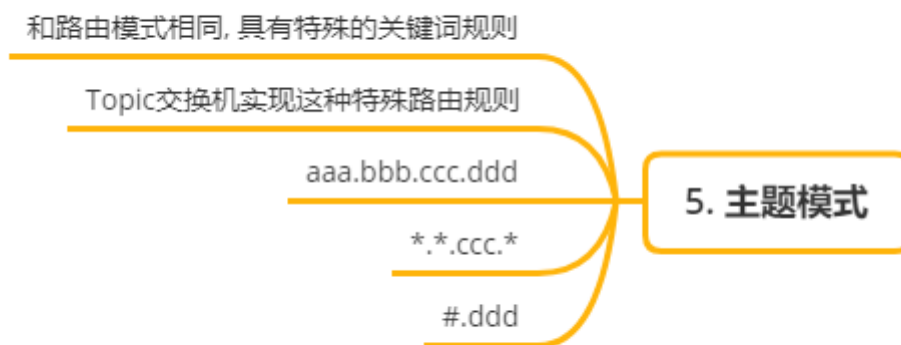 和路由模式相同, 具有特殊的关键词规则
Topic交换机实现这种特殊路由规则
aaa.bbb.ccc.ddd
*.*.ccc.*
#.ddd
5. 主题模式